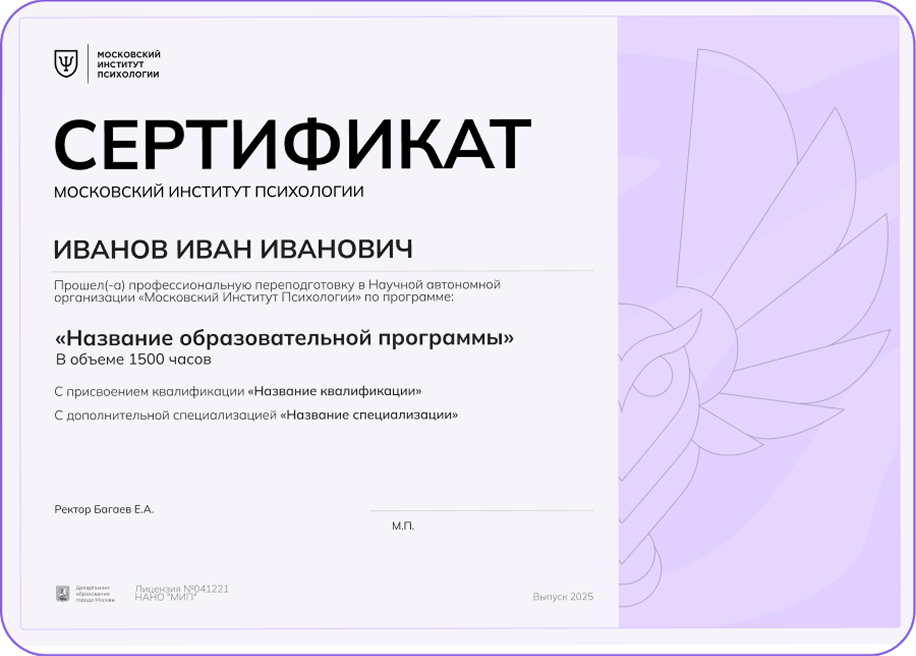 МОСКОВСКИЙ
ИНСТИТУТ
ПСИХОЛОГИИ
СЕРТИФИКАТ
МОСКОВСКИЙ ИНСТИТУТ ПСИХОЛОГИИ
ИВАНОВ ИВАН ИВАНОВИЧ
Прошел(-а) профессиональную переподготовку в Научной автономной
организации «Московский Институт Психологии» по программе:
«Название образовательной программы»
В объеме 1500 часов
С присвоением квалификации «Название квалификации»
С дополнительной специализацией «Название специализации»
Ректор Багаев Е.А.
М.П.
Департамент
образования
города Москвы
Лицензия №041221
НАНО "МИП"
Выпуск 2025